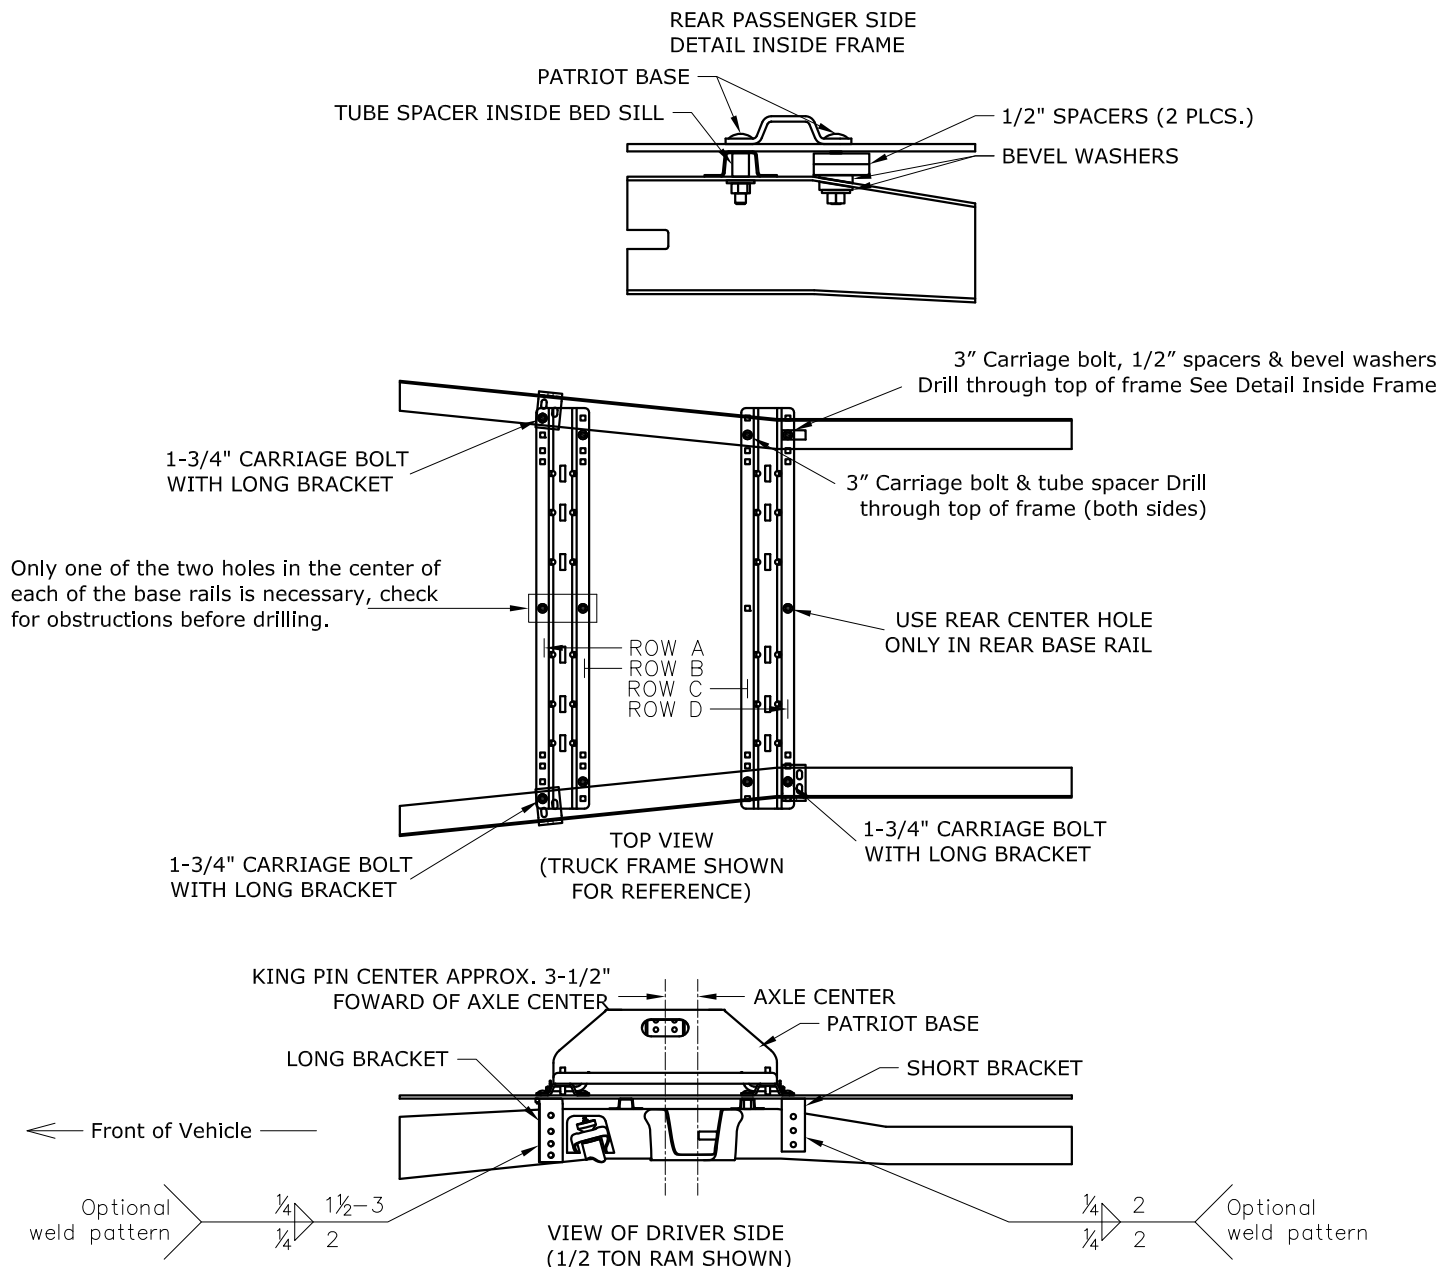 REAR PASSENGER SIDE
DETAIL INSIDE FRAME
PATRIOT BASE
TUBE SPACER INSIDE BED SILL
1/2" SPACERS (2 PLCS.)
BEVEL WASHERS
3" Carriage bolt, 1/2" spacers & bevel washers
Drill through top of frame See Detail Inside Frame
1-3/4" CARRIAGE BOLT
WITH LONG BRACKET
3" Carriage bolt & tube spacer Drill
through top of frame (both sides)
Only one of the two holes in the center of
each of the base rails is necessary, check
for obstructions before drilling.
USE REAR CENTER HOLE
ONLY IN REAR BASE RAIL
ROW A
ROW B
ROW C
ROW D
1-3/4" CARRIAGE BOLT
WITH LONG BRACKET
TOP VIEW
(TRUCK FRAME SHOWN
FOR REFERENCE)
1-3/4" CARRIAGE BOLT
WITH LONG BRACKET
KING PIN CENTER APPROX. 3-1/2"
FOWARD OF AXLE CENTER
AXLE CENTER
PATRIOT BASE
LONG BRACKET
SHORT BRACKET
Front of Vehicle
Optional
weld pattern
1/4 1 1/2-3
1/4 2
VIEW OF DRIVER SIDE
(1/2 TON RAM SHOWN)
1/4 2
1/4 2
Optional
weld pattern